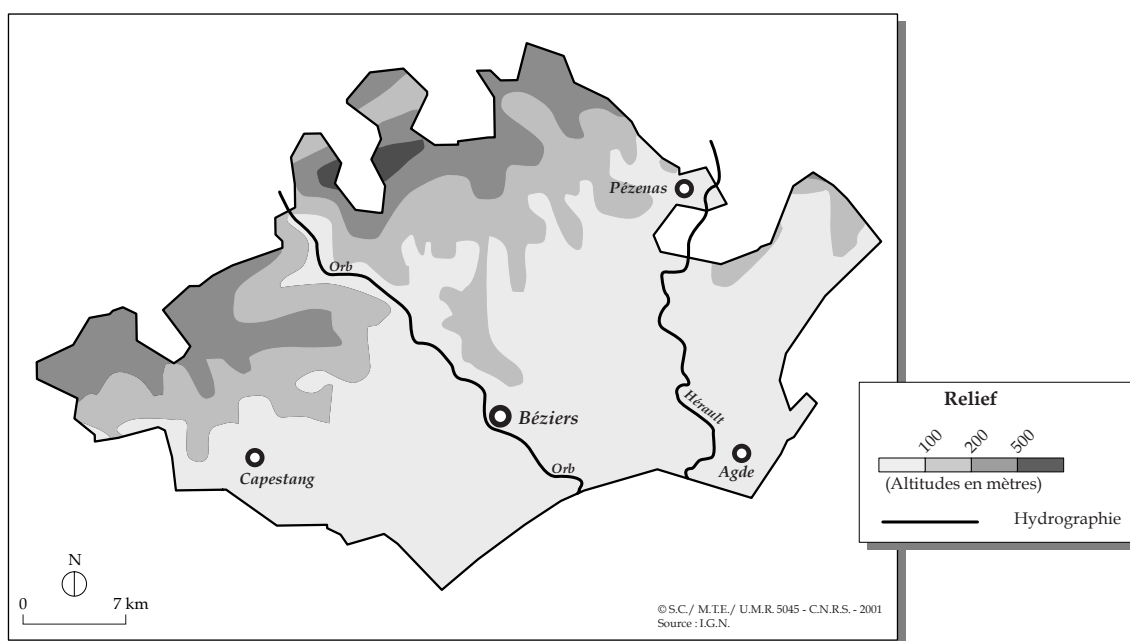 Pézenas
Orb
Béziers
Hérault
Orb
Agde
Capestang
N
0 7 km
© S.C./ M.T.E./ U.M.R. 5045 - C.N.R.S. - 2001
Source : I.G.N.
Relief
100 200 500
(Altitudes en mètres)
Hydrographie